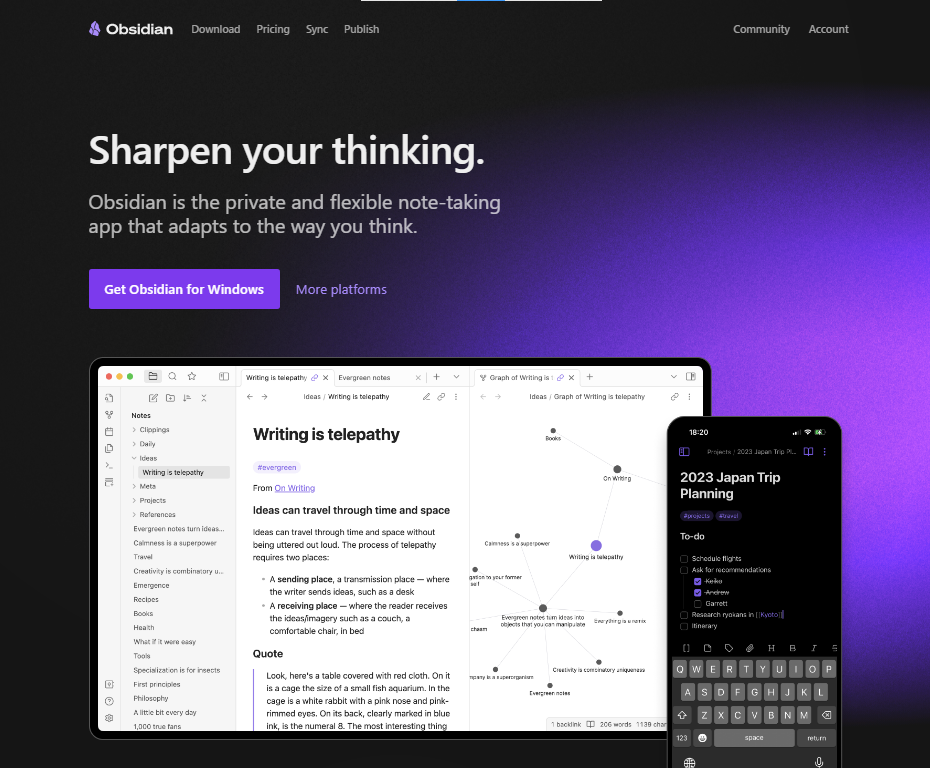 Obsidian Download Pricing Sync Publish Community Account
Sharpen your thinking.
Obsidian is the private and flexible note-taking
app that adapts to the way you think.
Get Obsidian for Windows More platforms
Writing is telepathy
Evergreen notes
Graph of Writing is
Notes
Clippings
Daily
Ideas
Writing is telepathy
Meta
Projects
References
Evergreen notes turn ideas...
Calmness is a superpower
Travel
Creativity is combinatory u...
Emergence
Recipes
Books
Health
What if it were easy
Tools
Specialization is for insects
First principles
Philosophy
A little bit every day
1,000 true fans
Ideas / Writing is telepathy
Writing is telepathy
#evergreen
From On Writing
Ideas can travel through time and space
Ideas can travel through time and space without
being uttered out loud. The process of telepathy
requires two places:
• A sending place, a transmission place — where
the writer sends ideas, such as a desk
• A receiving place — where the reader receives
the ideas/imagery such as a couch, a
comfortable chair, in bed
Quote
Look, here's a table covered with red cloth. On it
is a cage the size of a small fish aquarium. In the
cage is a white rabbit with a pink nose and pink-
rimmed eyes. On its back, clearly marked in blue
ink, is the numeral 8. The most interesting thing
Ideas / Graph of Writing is telepathy
Books
On Writing
Calmness is a superpower
Writing is telepathy
gation to your former
self
Evergreen notes turn ideas into
objects that you can manipulate
Everything is a remix
chasm
Creativity is combinatory uniqueness
mpany is a superorganism
Evergreen notes
1 backlink 206 words 1139 char
18:20
Projects / 2023 Japan Trip Pl...
2023 Japan Trip
Planning
#projects #travel
To-do
Schedule flights
Ask for recommendations
Keiko
Andrew
Garrett
Research ryokans in [[Kyoto]]
Itinerary
H B I S
Q W E R T Y U I O P
A S D F G H J K L
Z X C V B N M
123 space return